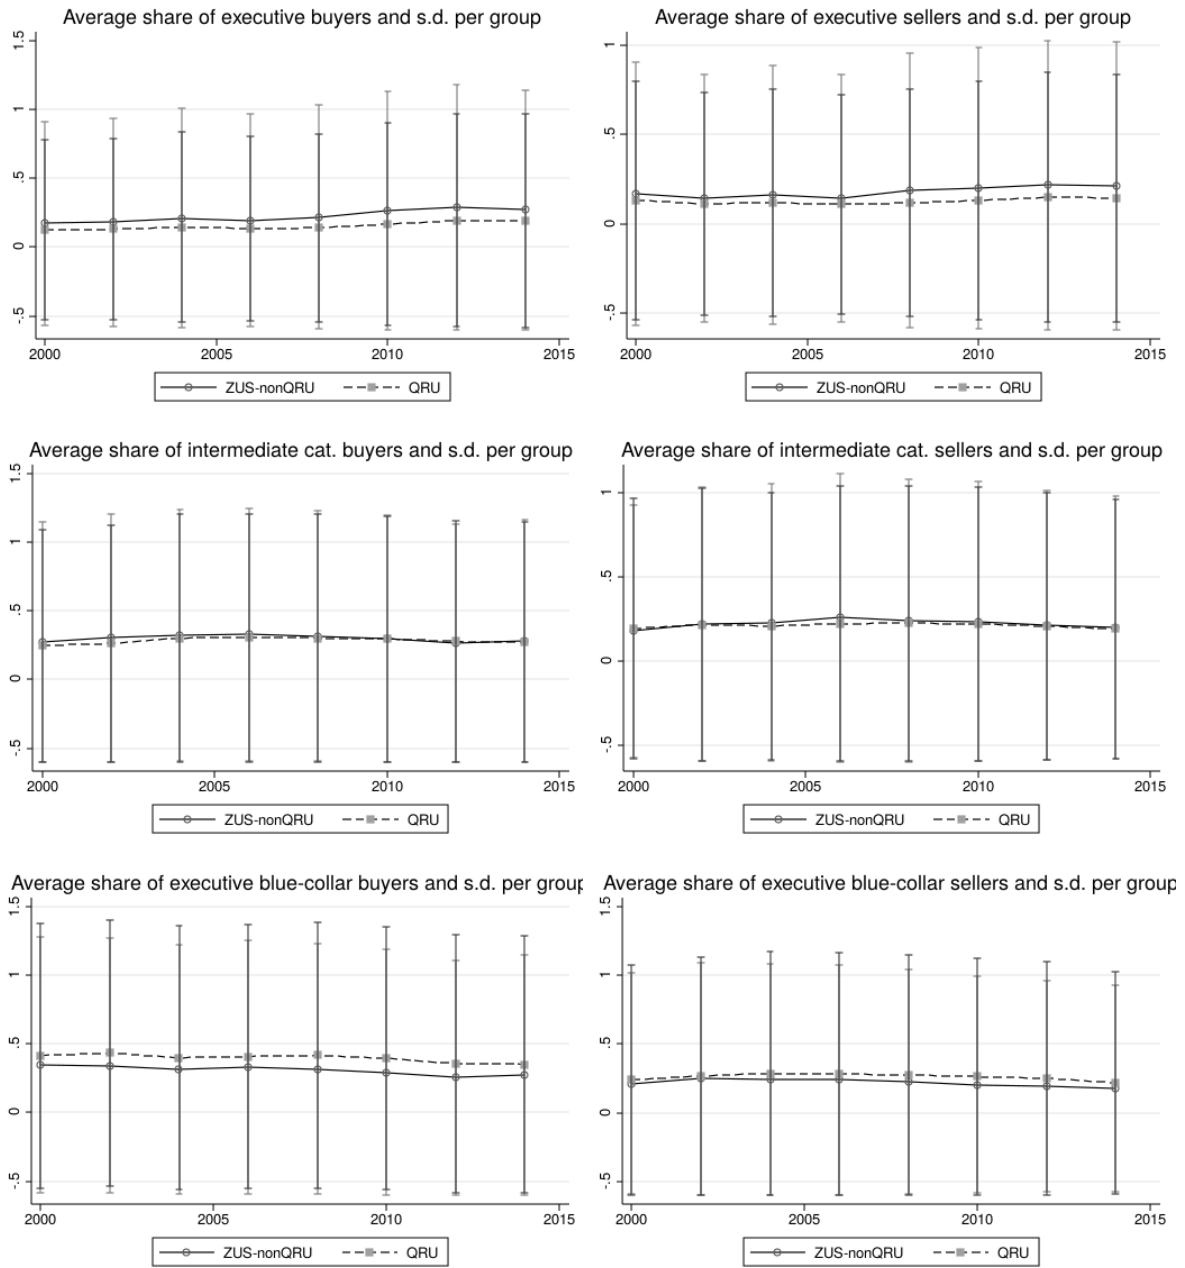 Average share of executive buyers and s.d. per group
1.5
1
.5
0
-.5
2000 2005 2010 2015
ZUS-nonQRU QRU
Average share of executive sellers and s.d. per group
1
.5
0
-.5
2000 2005 2010 2015
ZUS-nonQRU QRU
Average share of intermediate cat. buyers and s.d. per group
1.5
1
.5
0
-.5
2000 2005 2010 2015
ZUS-nonQRU QRU
Average share of intermediate cat. sellers and s.d. per group
1
.5
0
-.5
2000 2005 2010 2015
ZUS-nonQRU QRU
Average share of executive blue-collar buyers and s.d. per group
1.5
1
.5
0
-.5
2000 2005 2010 2015
ZUS-nonQRU QRU
Average share of executive blue-collar sellers and s.d. per group
1.5
1
.5
0
-.5
2000 2005 2010 2015
ZUS-nonQRU QRU